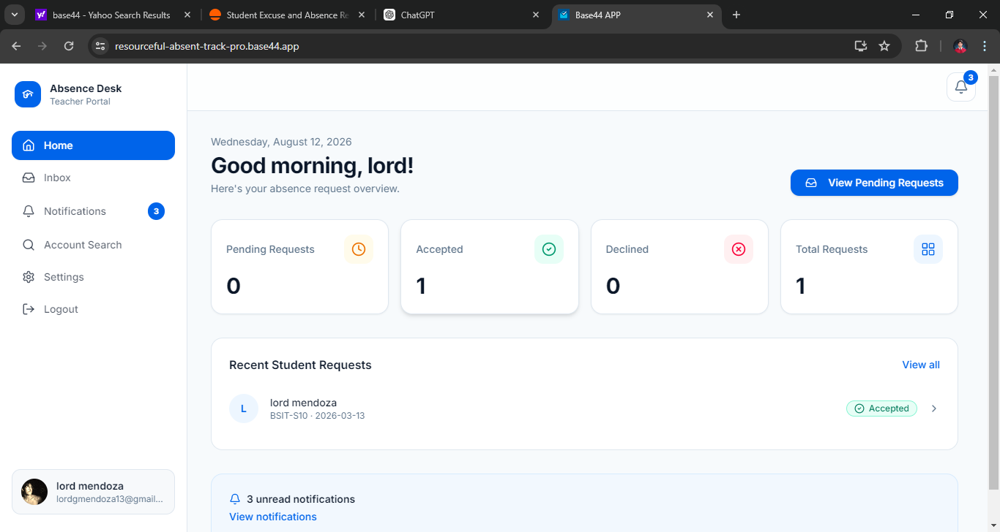 base44 - Yahoo Search Results
Student Excuse and Absence Re
ChatGPT
Base44 APP
resourceful-absent-track-pro.base44.app
Absence Desk
Teacher Portal
3
Home
Inbox
Notifications 3
Account Search
Settings
Logout
Wednesday, August 12, 2026
Good morning, lord!
Here's your absence request overview.
View Pending Requests
Pending Requests
0
Accepted
1
Declined
0
Total Requests
1
Recent Student Requests
View all
L
lord mendoza
BSIT-S10 · 2026-03-13
Accepted
3 unread notifications
View notifications
lord mendoza
lordgmendoza13@gmail...